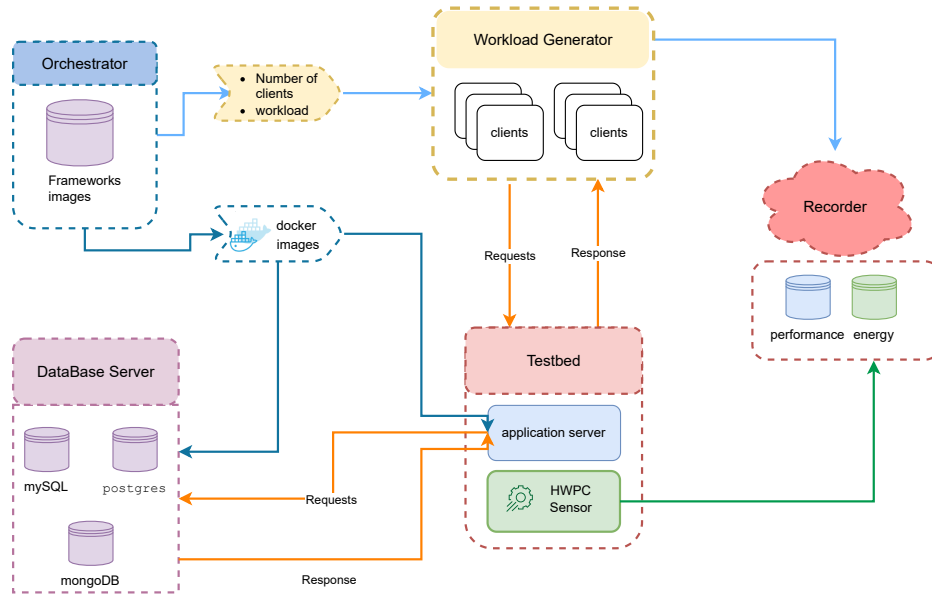 Orchestrator
Frameworks
images
Number of
clients
workload
Workload Generator
clients
clients
docker
images
Requests
Response
Recorder
performance
energy
DataBase Server
mySQL
postgres
mongoDB
Testbed
application server
HWPC
Sensor
Requests
Response